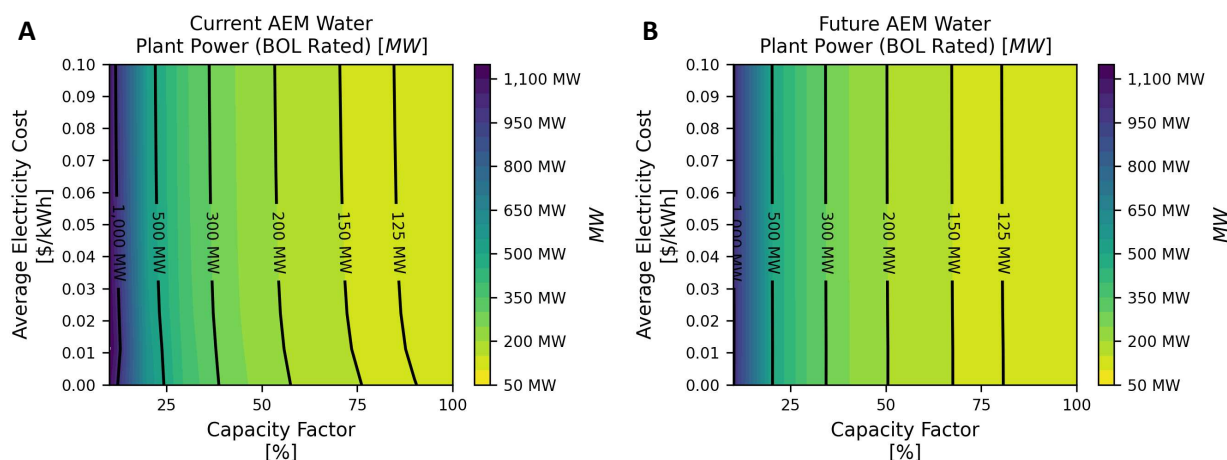 A
Current AEM Water
Plant Power (BOL Rated) [MW]
Average Electricity Cost
[$/kWh]
0.10
0.09
0.08
0.07
0.06
0.05
0.04
0.03
0.02
0.01
0.00
1,000 MW
500 MW
300 MW
200 MW
150 MW
125 MW
25
50
75
100
Capacity Factor
[%]
1,100 MW
950 MW
800 MW
650 MW
500 MW
350 MW
200 MW
50 MW
MW
B
Future AEM Water
Plant Power (BOL Rated) [MW]
Average Electricity Cost
[$/kWh]
0.10
0.09
0.08
0.07
0.06
0.05
0.04
0.03
0.02
0.01
0.00
1,000 MW
500 MW
300 MW
200 MW
150 MW
125 MW
25
50
75
100
Capacity Factor
[%]
1,100 MW
950 MW
800 MW
650 MW
500 MW
350 MW
200 MW
50 MW
MW